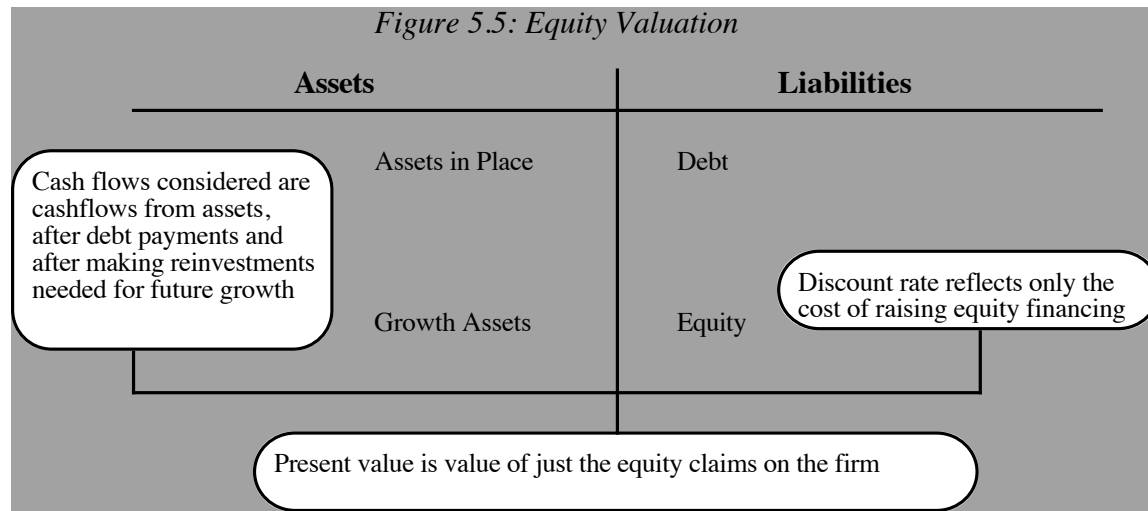 Figure 5.5: Equity Valuation
Assets
Liabilities
Assets in Place
Debt
Cash flows considered are
cashflows from assets,
after debt payments and
after making reinvestments
needed for future growth
Growth Assets
Equity
Discount rate reflects only the
cost of raising equity financing
Present value is value of just the equity claims on the firm